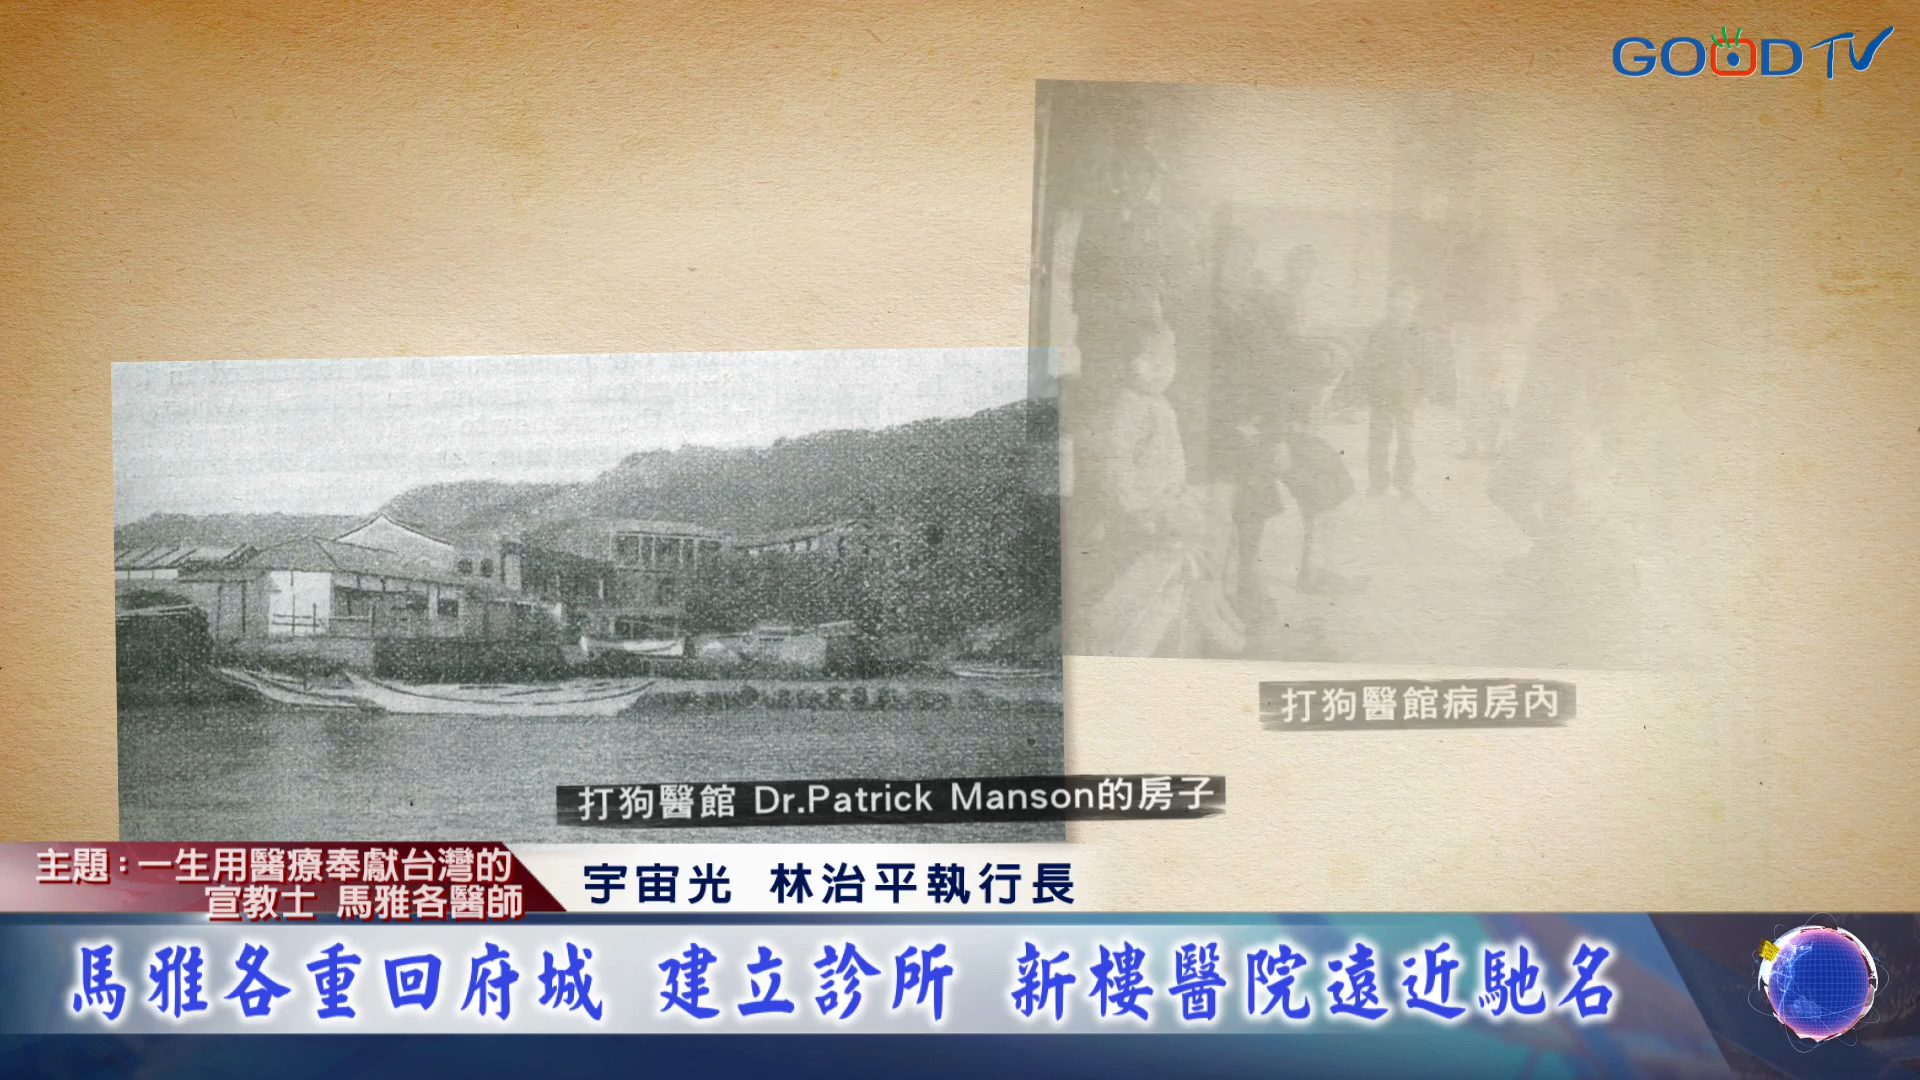 GOOD TV
打狗醫館病房內
打狗醫館 Dr.Patrick Manson的房子
主題：一生用醫療奉獻台灣的
宣教士 馬雅各醫師
宇宙光 林治平執行長
馬雅各重回府城 建立診所 新樓醫院遠近馳名